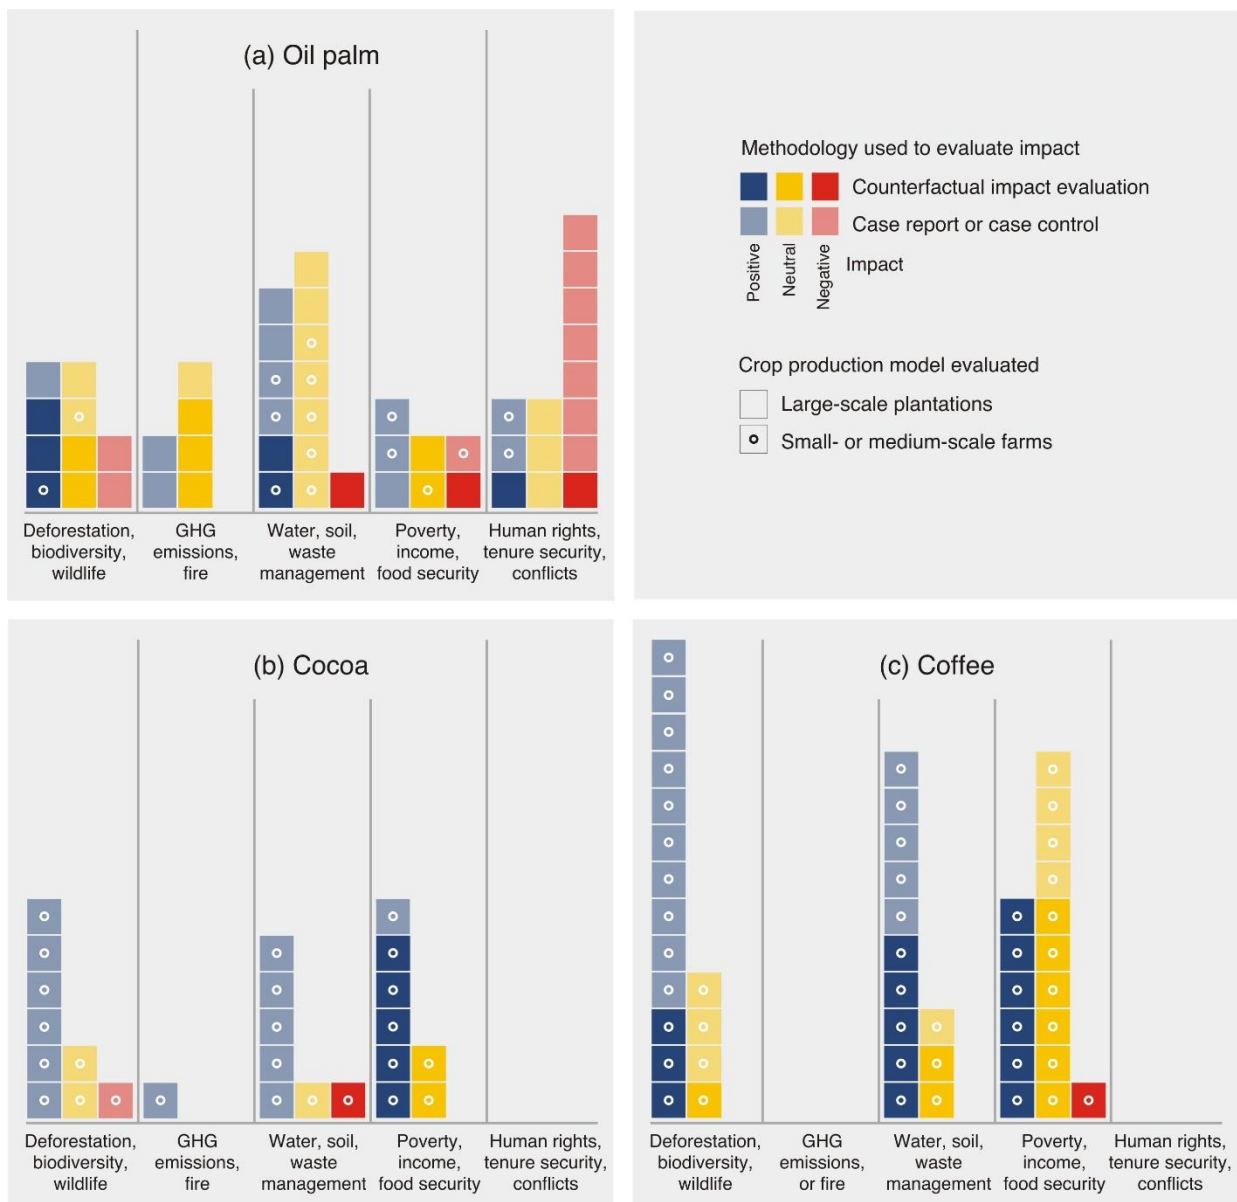 (a) Oil palm
Deforestation,
biodiversity,
wildlife
GHG
emissions,
fire
Water, soil,
waste
management
Poverty,
income,
food security
Human rights,
tenure security,
conflicts
Methodology used to evaluate impact
Counterfactual impact evaluation
Case report or case control
Positive
Neutral
Negative
Impact
Crop production model evaluated
Large-scale plantations
Small- or medium-scale farms
(b) Cocoa
Deforestation,
biodiversity,
wildlife
GHG
emissions,
fire
Water, soil,
waste
management
Poverty,
income,
food security
Human rights,
tenure security,
conflicts
(c) Coffee
Deforestation,
biodiversity,
wildlife
GHG
emissions,
or fire
Water, soil,
waste
management
Poverty,
income,
food security
Human rights,
tenure security,
conflicts